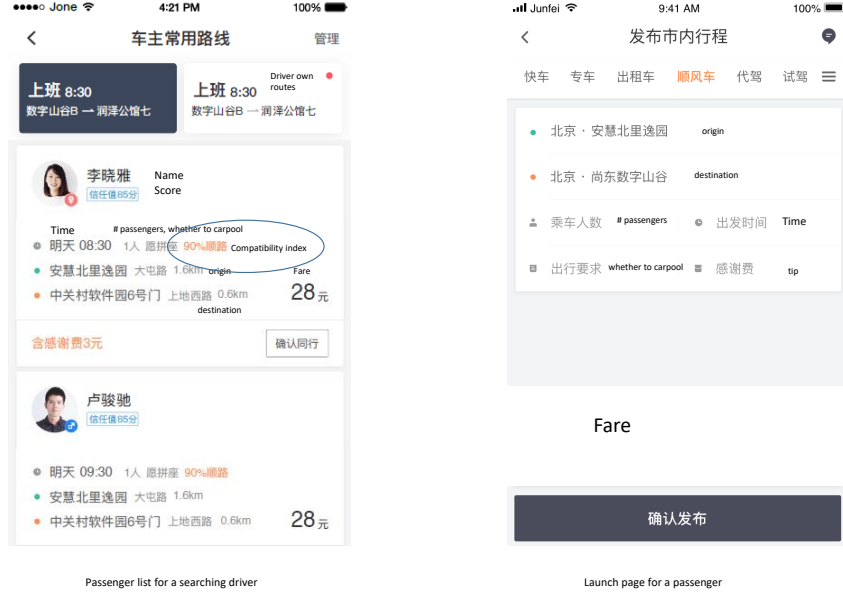 Jone 4:21 PM 100%
车主常用路线 管理
上班 8:30
数字山谷B 一 润泽公馆七
上班 8:30 Driver own routes
数字山谷B 一 润泽公馆七
李晓雅 Name
信任值85分 Score
Time # passengers, whether to carpool
明天 08:30 1人 愿拼座 90%顺路 Compatibility index
安慧北里逸园 大屯路 1.6km origin Fare
中关村软件园6号门 上地西路 0.6km 28元
destination
含感谢费3元 确认同行
卢骏驰
信任值85分
明天 09:30 1人 愿拼座 90%顺路
安慧北里逸园 大屯路 1.6km
中关村软件园6号门 上地西路 0.6km 28元
Passenger list for a searching driver
Junfei 9:41 AM 100%
发布市内行程
快车 专车 出租车 顺风车 代驾 试驾
北京 · 安慧北里逸园 origin
北京 · 尚东数字山谷 destination
乘车人数 # passengers 出发时间 Time
出行要求 whether to carpool 感谢费 tip
Fare
确认发布
Launch page for a passenger